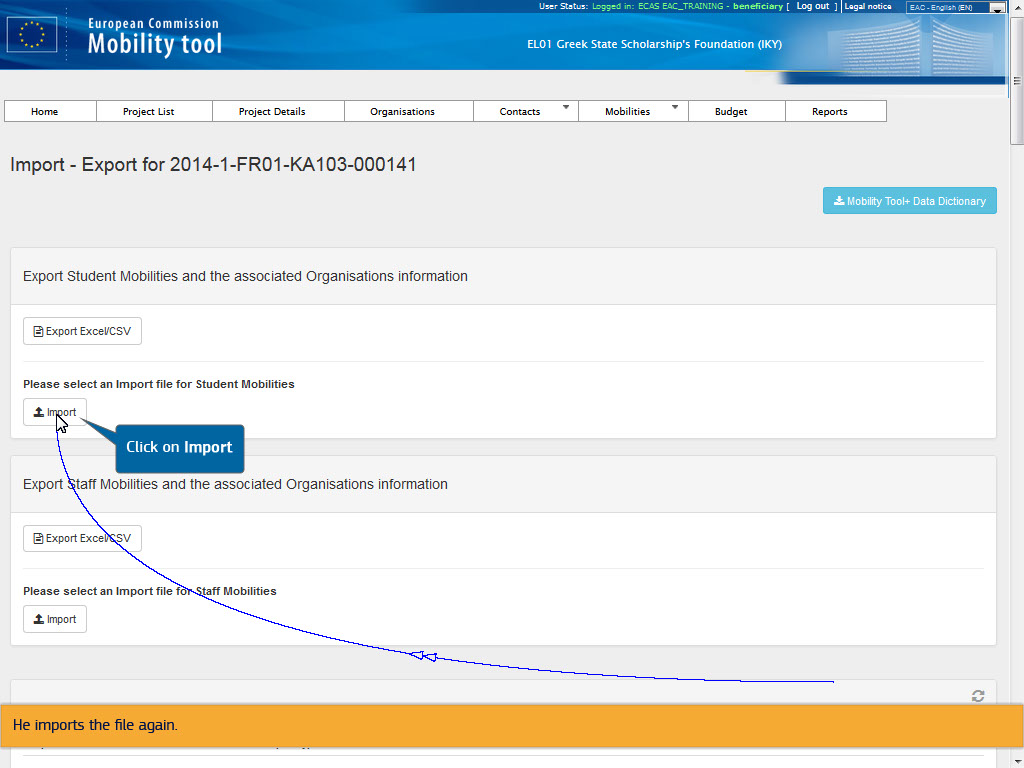 User Status: Logged in: ECAS EAC_TRAINING - beneficiary [ Log out ] Legal notice EAC - English (EN)
European Commission
Mobility tool
EL01 Greek State Scholarship's Foundation (IKY)
Home Project List Project Details Organisations Contacts Mobilities Budget Reports
Import - Export for 2014-1-FR01-KA103-000141
Mobility Tool+ Data Dictionary
Export Student Mobilities and the associated Organisations information
Export Excel/CSV
Please select an Import file for Student Mobilities
Import
Click on Import
Export Staff Mobilities and the associated Organisations information
Export Excel/CSV
Please select an Import file for Staff Mobilities
Import
He imports the file again.